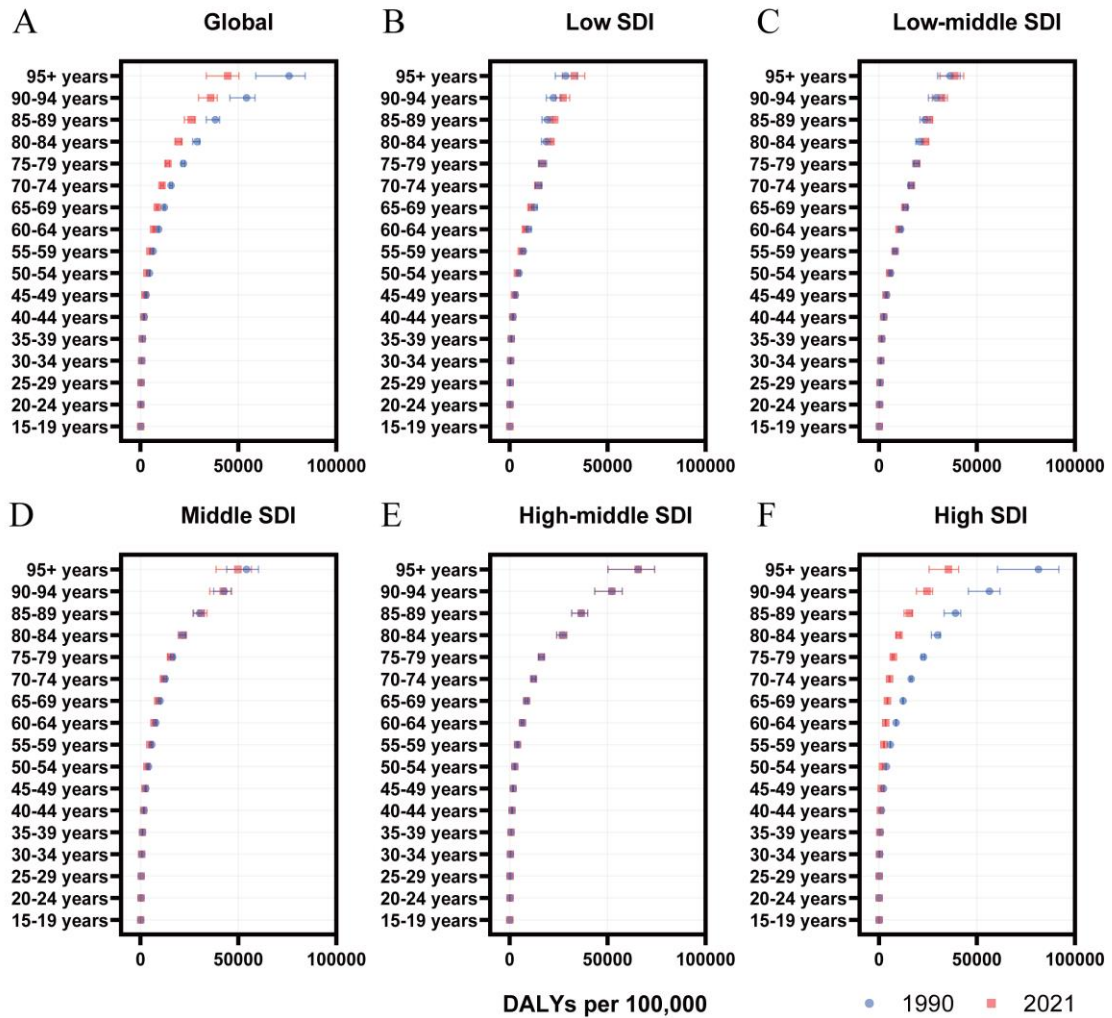 A Global
95+ years
90-94 years
85-89 years
80-84 years
75-79 years
70-74 years
65-69 years
60-64 years
55-59 years
50-54 years
45-49 years
40-44 years
35-39 years
30-34 years
25-29 years
20-24 years
15-19 years
0 50000 100000
B Low SDI
95+ years
90-94 years
85-89 years
80-84 years
75-79 years
70-74 years
65-69 years
60-64 years
55-59 years
50-54 years
45-49 years
40-44 years
35-39 years
30-34 years
25-29 years
20-24 years
15-19 years
0 50000 100000
C Low-middle SDI
95+ years
90-94 years
85-89 years
80-84 years
75-79 years
70-74 years
65-69 years
60-64 years
55-59 years
50-54 years
45-49 years
40-44 years
35-39 years
30-34 years
25-29 years
20-24 years
15-19 years
0 50000 100000
D Middle SDI
95+ years
90-94 years
85-89 years
80-84 years
75-79 years
70-74 years
65-69 years
60-64 years
55-59 years
50-54 years
45-49 years
40-44 years
35-39 years
30-34 years
25-29 years
20-24 years
15-19 years
0 50000 100000
E High-middle SDI
95+ years
90-94 years
85-89 years
80-84 years
75-79 years
70-74 years
65-69 years
60-64 years
55-59 years
50-54 years
45-49 years
40-44 years
35-39 years
30-34 years
25-29 years
20-24 years
15-19 years
0 50000 100000
F High SDI
95+ years
90-94 years
85-89 years
80-84 years
75-79 years
70-74 years
65-69 years
60-64 years
55-59 years
50-54 years
45-49 years
40-44 years
35-39 years
30-34 years
25-29 years
20-24 years
15-19 years
0 50000 100000
DALYs per 100,000
1990 2021